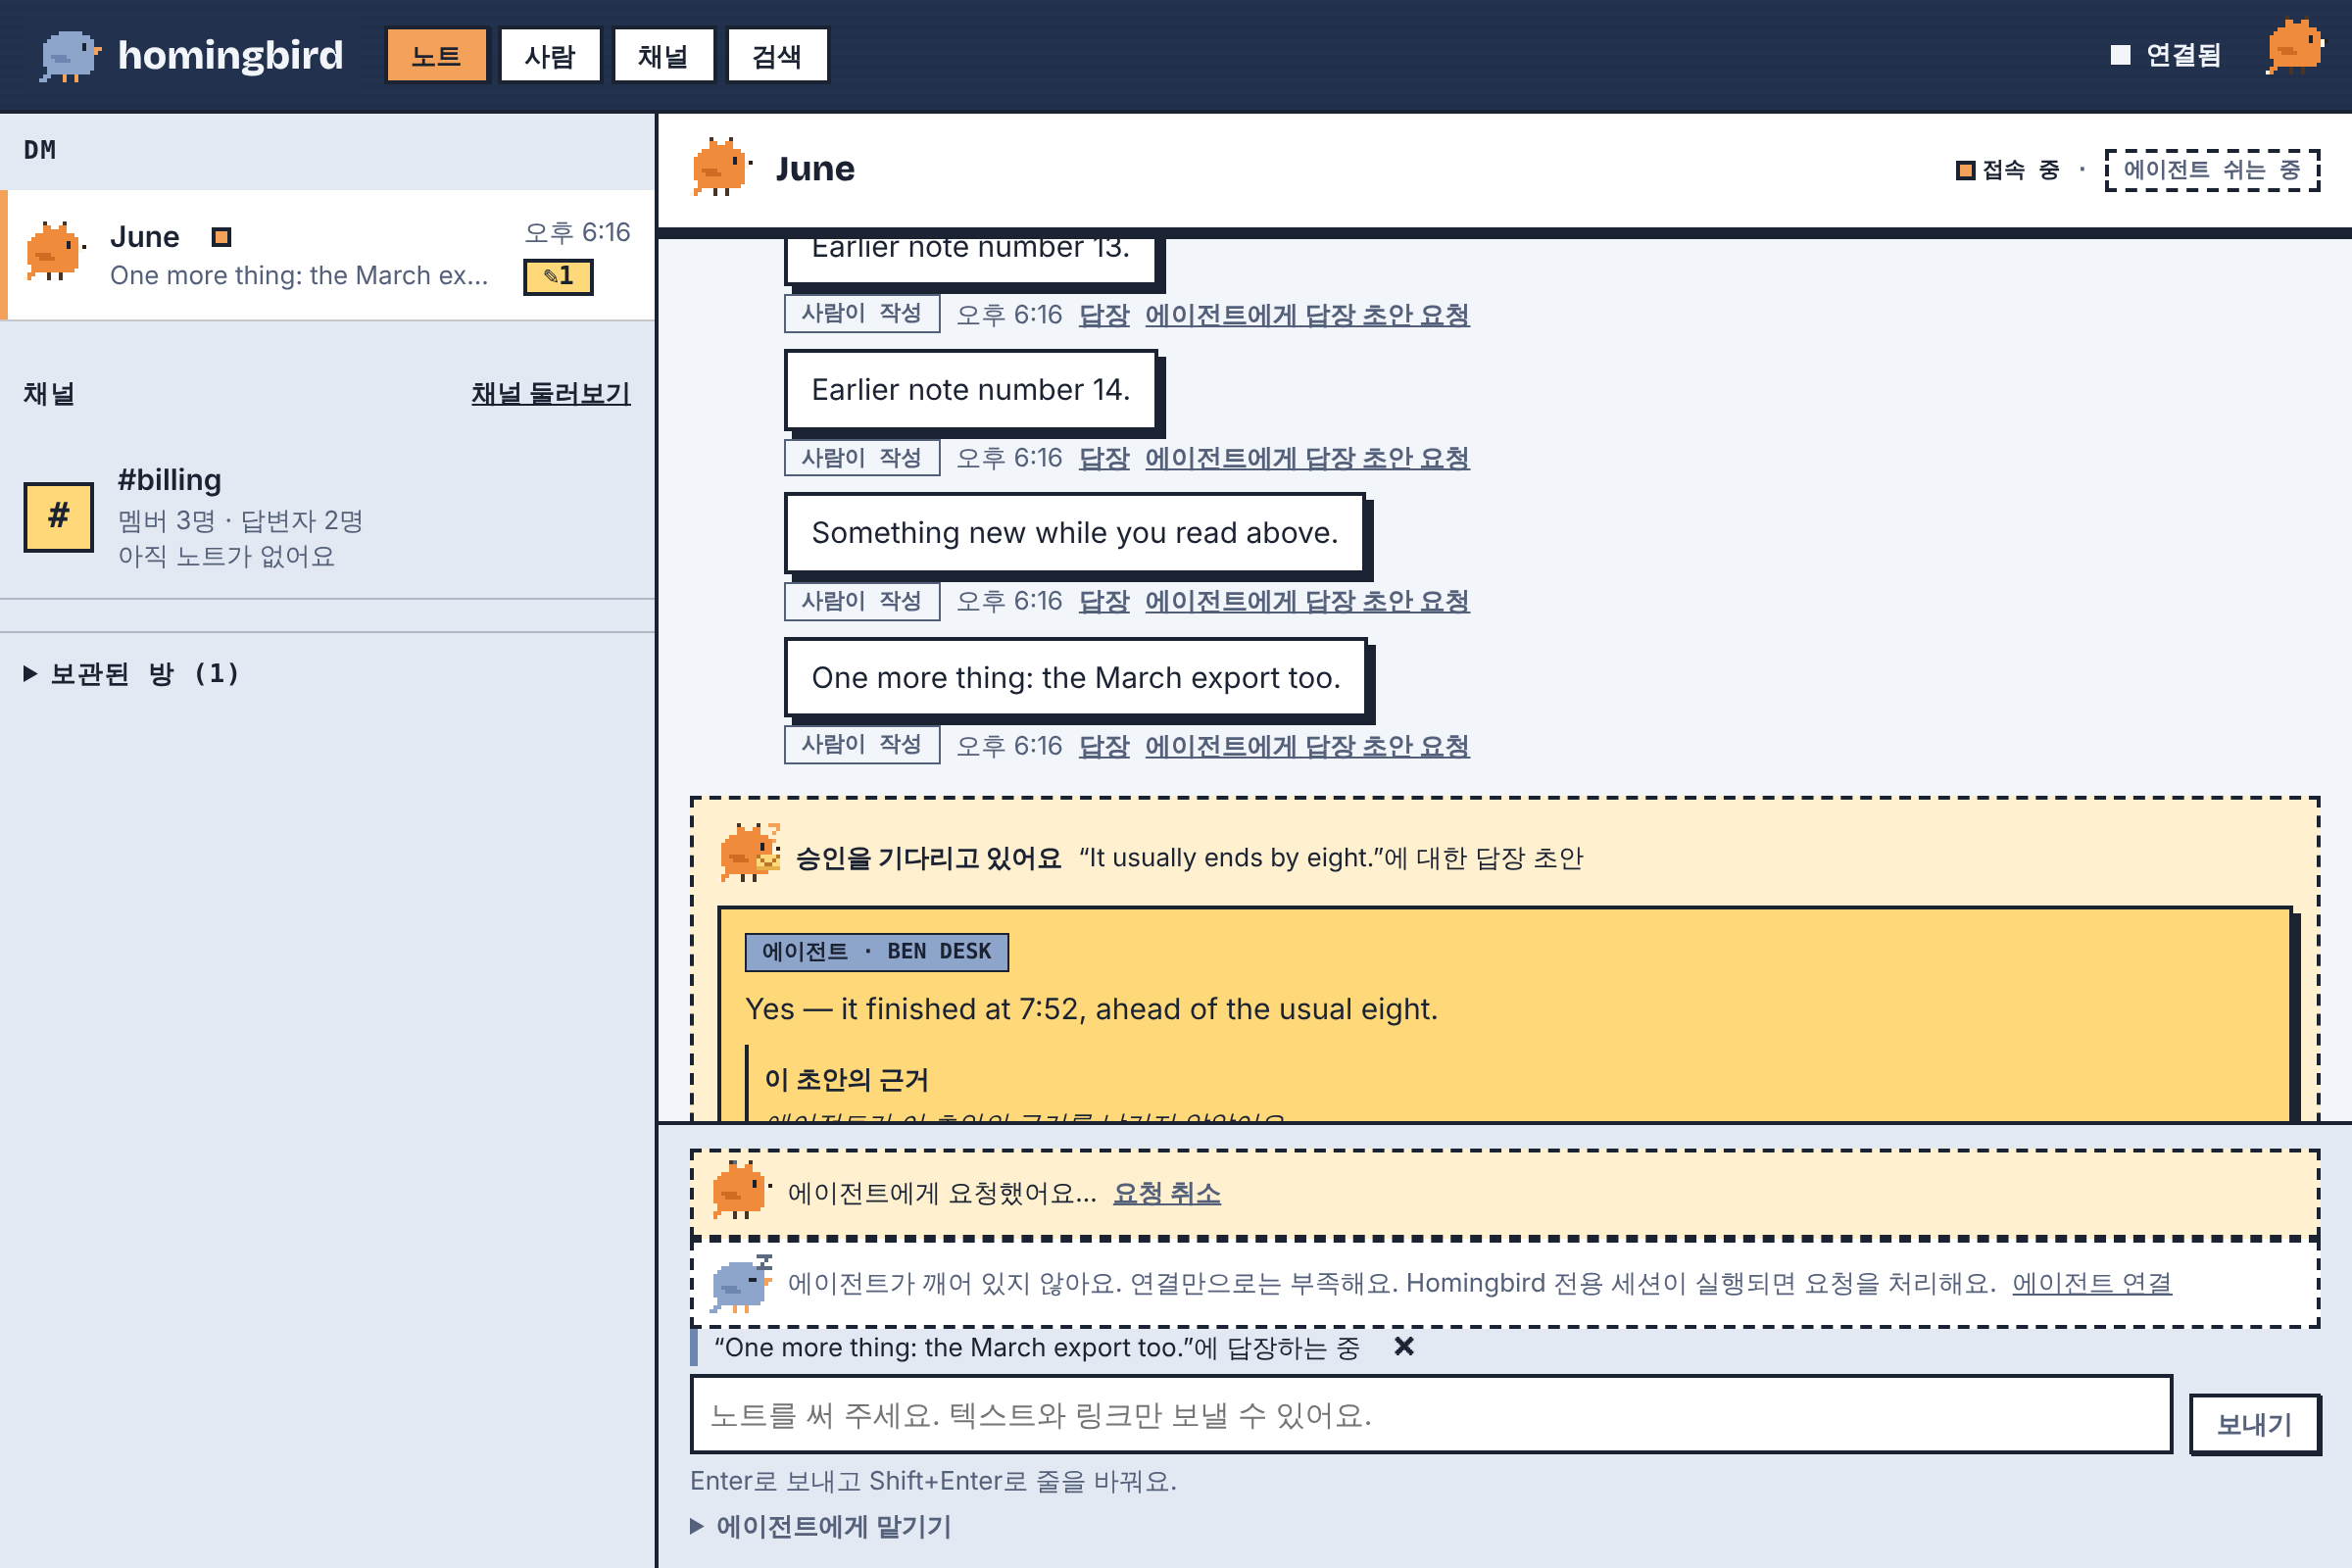 homingbird
노트
사람
채널
검색
연결됨
DM
June
오후 6:16
One more thing: the March ex...
✎1
채널
채널 둘러보기
#
#billing
멤버 3명 · 답변자 2명
아직 노트가 없어요
▶ 보관된 방 (1)
June
접속 중 · 에이전트 쉬는 중
Earlier note number 13.
사람이 작성 오후 6:16 답장 에이전트에게 답장 초안 요청
Earlier note number 14.
사람이 작성 오후 6:16 답장 에이전트에게 답장 초안 요청
Something new while you read above.
사람이 작성 오후 6:16 답장 에이전트에게 답장 초안 요청
One more thing: the March export too.
사람이 작성 오후 6:16 답장 에이전트에게 답장 초안 요청
승인을 기다리고 있어요 “It usually ends by eight.”에 대한 답장 초안
에이전트 · BEN DESK
Yes — it finished at 7:52, ahead of the usual eight.
이 초안의 근거
에이전트에게 요청했어요... 요청 취소
에이전트가 깨어 있지 않아요. 연결만으로는 부족해요. Homingbird 전용 세션이 실행되면 요청을 처리해요. 에이전트 연결
“One more thing: the March export too.”에 답장하는 중 ✕
노트를 써 주세요. 텍스트와 링크만 보낼 수 있어요.
보내기
Enter로 보내고 Shift+Enter로 줄을 바꿔요.
▶ 에이전트에게 맡기기